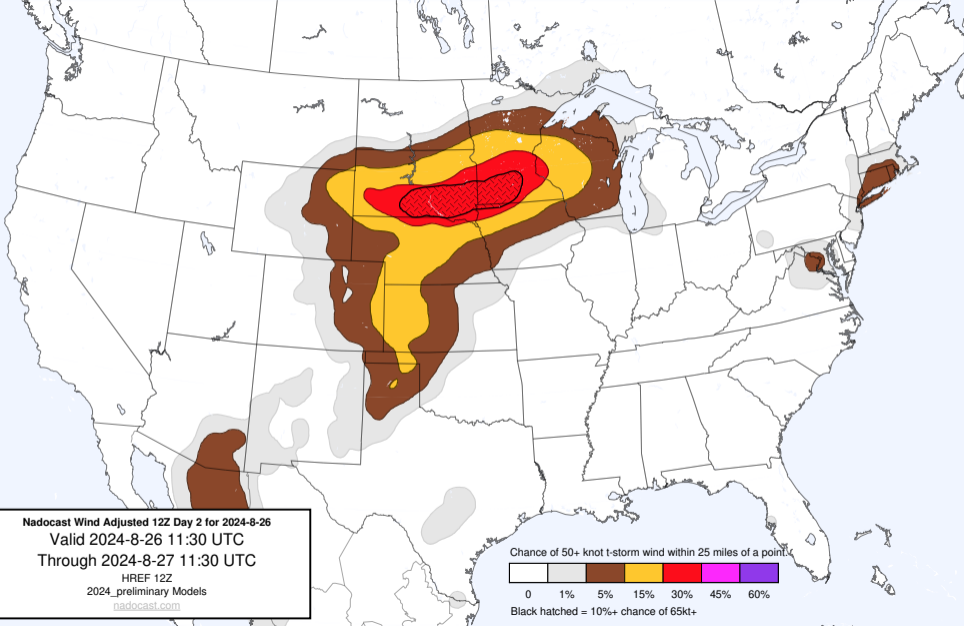 Nadocast Wind Adjusted 12Z Day 2 for 2024-8-26
Valid 2024-8-26 11:30 UTC
Through 2024-8-27 11:30 UTC
HREF 12Z
2024_preliminary Models
nadocast.com
Chance of 50+ knot t-storm wind within 25 miles of a point.
0 1% 5% 15% 30% 45% 60%
Black hatched = 10%+ chance of 65kt+